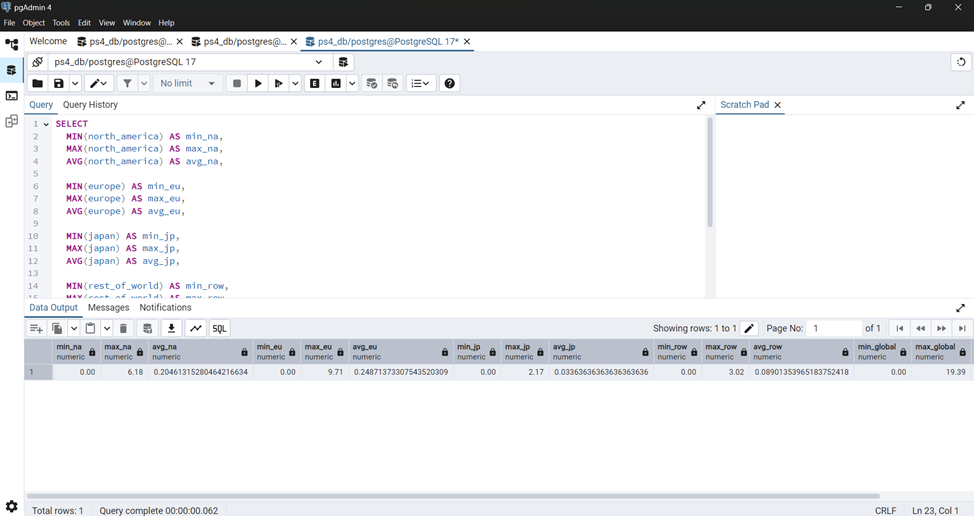 pgAdmin 4
File Object Tools Edit View Window Help
Welcome ps4_db/postgres@... ps4_db/postgres@... ps4_db/postgres@PostgreSQL 17*
ps4_db/postgres@PostgreSQL 17
No limit E
Query Query History Scratch Pad
1 SELECT
2 MIN(north_america) AS min_na,
3 MAX(north_america) AS max_na,
4 AVG(north_america) AS avg_na,
5
6 MIN(europe) AS min_eu,
7 MAX(europe) AS max_eu,
8 AVG(europe) AS avg_eu,
9
10 MIN(japan) AS min_jp,
11 MAX(japan) AS max_jp,
12 AVG(japan) AS avg_jp,
13
14 MIN(rest_of_world) AS min_row,
15 MAX(rest_of_world) AS max_row
Data Output Messages Notifications
SQL Showing rows: 1 to 1 Page No: 1 of 1
min_na max_na avg_na min_eu max_eu avg_eu min_jp max_jp avg_jp min_row max_row avg_row min_global max_global
numeric numeric numeric numeric numeric numeric numeric numeric numeric numeric numeric numeric numeric numeric
1 0.00 6.18 0.20461315280464216634 0.00 9.71 0.24871373307543520309 0.00 2.17 0.03363636363636363636 0.00 3.02 0.08901353965183752418 0.00 19.39
Total rows: 1 Query complete 00:00:00.062 CRLF Ln 23, Col 1